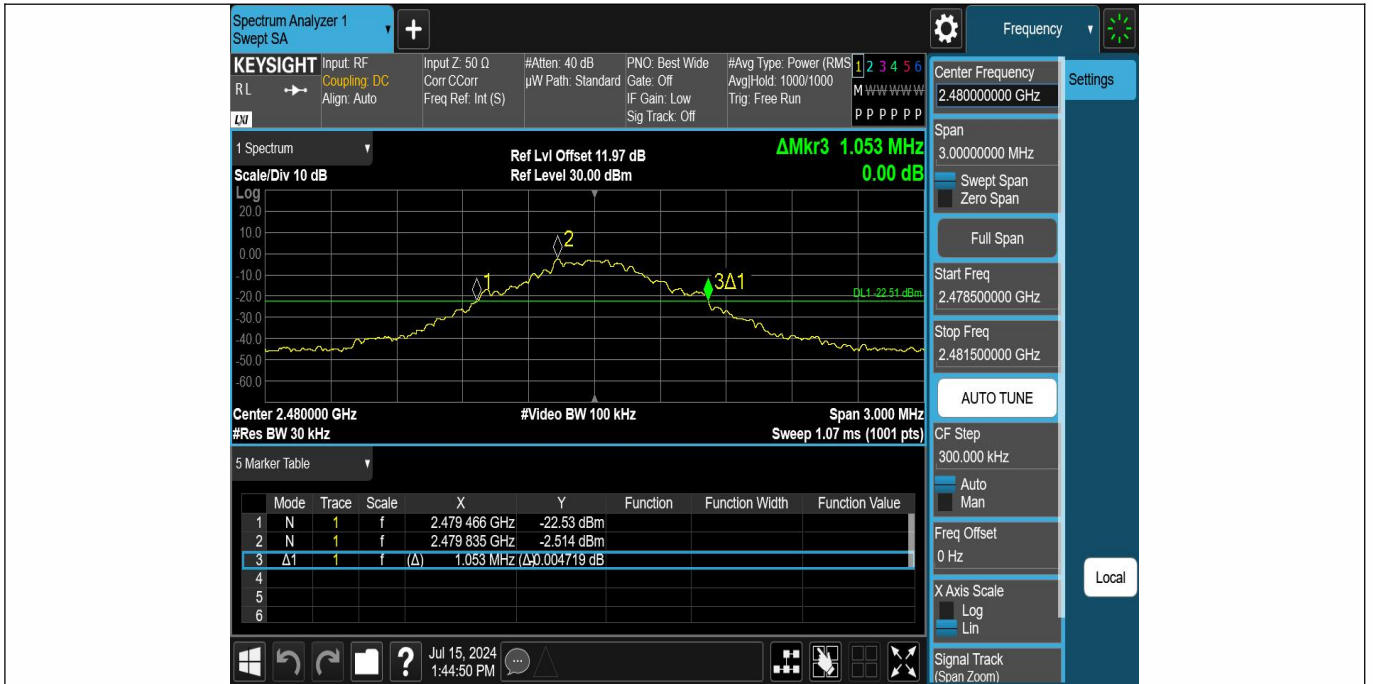 Spectrum Analyzer 1
Swept SA
+
Frequency
KEYSIGHT
RL
LXI
Input: RF
Coupling: DC
Align: Auto
Input Z: 50 Ω
Corr CCorr
Freq Ref: Int (S)
#Atten: 40 dB
µW Path: Standard
PNO: Best Wide
Gate: Off
IF Gain: Low
Sig Track: Off
#Avg Type: Power (RMS
Avg|Hold: 1000/1000
Trig: Free Run
1 2 3 4 5 6
M W W W W W
P P P P P P
1 Spectrum
Scale/Div 10 dB
Ref Lvl Offset 11.97 dB
Ref Level 30.00 dBm
ΔMkr3 1.053 MHz
0.00 dB
Log
20.0
10.0
0.00
-10.0
-20.0
-30.0
-40.0
-50.0
-60.0
1
2
3Δ1
DL1 -22.51 dBm
Center 2.480000 GHz
#Video BW 100 kHz
Span 3.000 MHz
#Res BW 30 kHz
Sweep 1.07 ms (1001 pts)
5 Marker Table
Mode Trace Scale X Y Function Function Width Function Value
1 N 1 f 2.479 466 GHz -22.53 dBm
2 N 1 f 2.479 835 GHz -2.514 dBm
3 Δ1 1 f (Δ) 1.053 MHz (Δ) 0.004719 dB
4
5
6
?
Jul 15, 2024
1:44:50 PM
Center Frequency
2.480000000 GHz
Settings
Span
3.00000000 MHz
Swept Span
Zero Span
Full Span
Start Freq
2.478500000 GHz
Stop Freq
2.481500000 GHz
AUTO TUNE
CF Step
300.000 kHz
Auto
Man
Freq Offset
0 Hz
X Axis Scale
Log
Lin
Signal Track
(Span Zoom)
Local